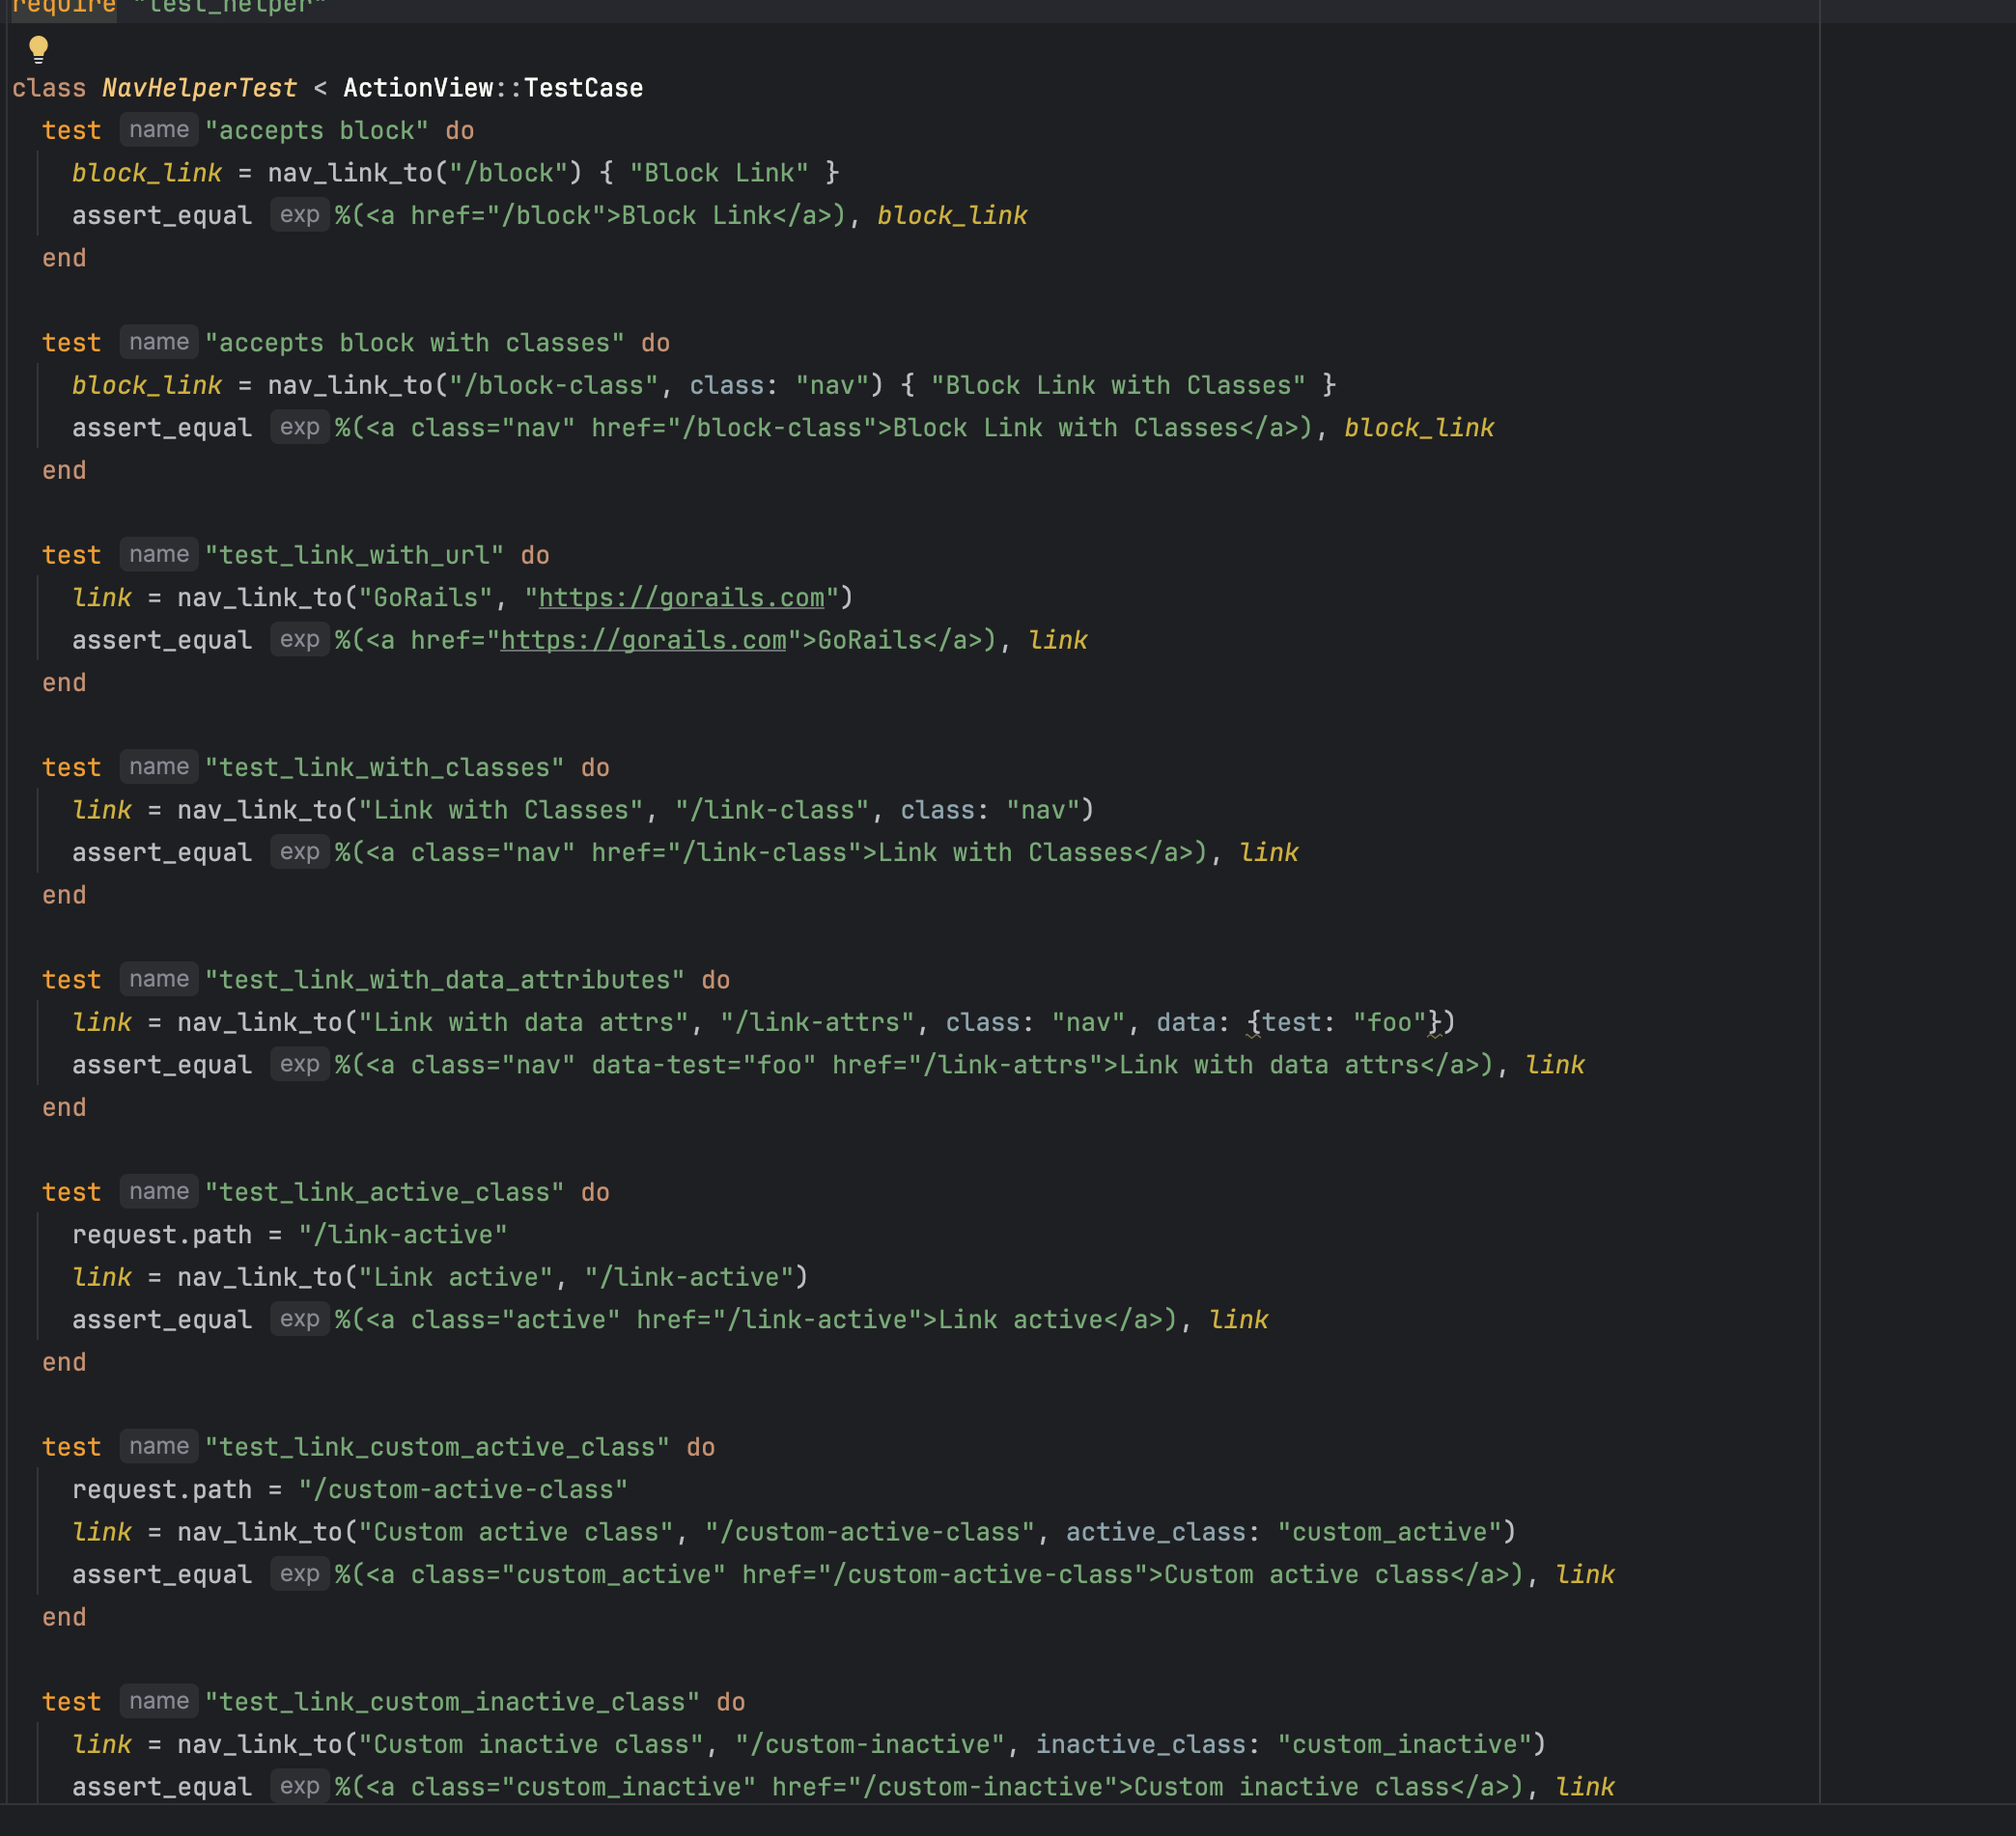 require "test_helper"
class NavHelperTest < ActionView::TestCase
test name "accepts block" do
block_link = nav_link_to("/block") { "Block Link" }
assert_equal exp %(<a href="/block">Block Link</a>), block_link
end
test name "accepts block with classes" do
block_link = nav_link_to("/block-class", class: "nav") { "Block Link with Classes" }
assert_equal exp %(<a class="nav" href="/block-class">Block Link with Classes</a>), block_link
end
test name "test_link_with_url" do
link = nav_link_to("GoRails", "https://gorails.com")
assert_equal exp %(<a href="https://gorails.com">GoRails</a>), link
end
test name "test_link_with_classes" do
link = nav_link_to("Link with Classes", "/link-class", class: "nav")
assert_equal exp %(<a class="nav" href="/link-class">Link with Classes</a>), link
end
test name "test_link_with_data_attributes" do
link = nav_link_to("Link with data attrs", "/link-attrs", class: "nav", data: {test: "foo"})
assert_equal exp %(<a class="nav" data-test="foo" href="/link-attrs">Link with data attrs</a>), link
end
test name "test_link_active_class" do
request.path = "/link-active"
link = nav_link_to("Link active", "/link-active")
assert_equal exp %(<a class="active" href="/link-active">Link active</a>), link
end
test name "test_link_custom_active_class" do
request.path = "/custom-active-class"
link = nav_link_to("Custom active class", "/custom-active-class", active_class: "custom_active")
assert_equal exp %(<a class="custom_active" href="/custom-active-class">Custom active class</a>), link
end
test name "test_link_custom_inactive_class" do
link = nav_link_to("Custom inactive class", "/custom-inactive", inactive_class: "custom_inactive")
assert_equal exp %(<a class="custom_inactive" href="/custom-inactive">Custom inactive class</a>), link